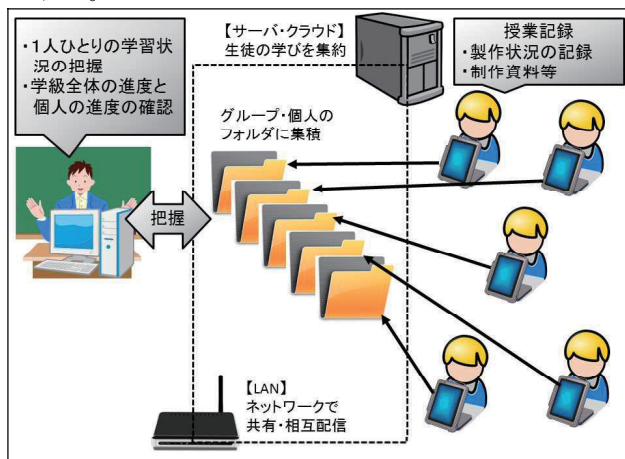 ・1人ひとりの学習状
況の把握
・学級全体の進度と
個人の進度の確認
【サーバ・クラウド】
生徒の学びを集約
授業記録
・製作状況の記録
・制作資料等
グループ・個人の
フォルダに集積
把握
【LAN】
ネットワークで
共有・相互配信